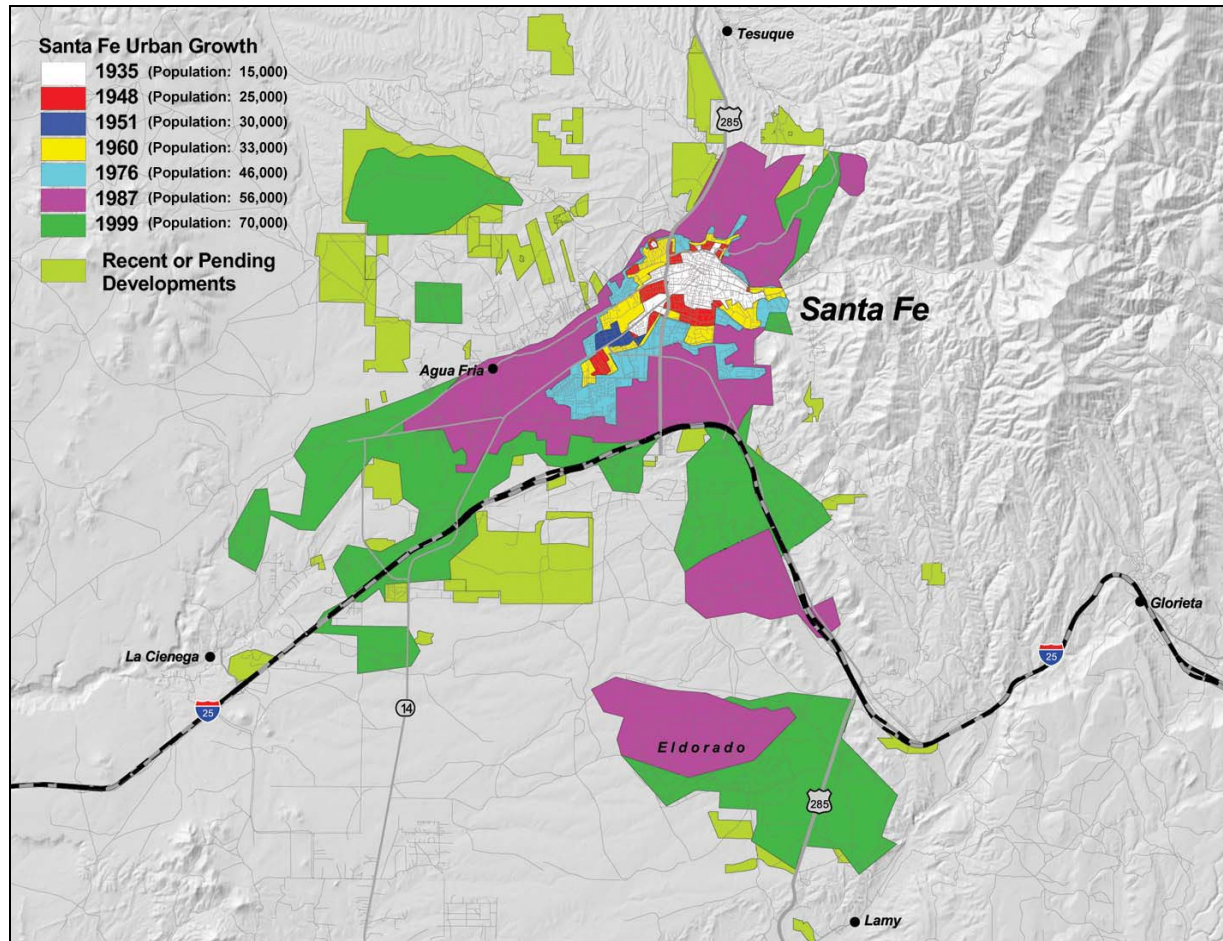 Santa Fe Urban Growth
1935 (Population: 15,000)
1948 (Population: 25,000)
1951 (Population: 30,000)
1960 (Population: 33,000)
1976 (Population: 46,000)
1987 (Population: 56,000)
1999 (Population: 70,000)
Recent or Pending
Developments
Tesuque
285
Santa Fe
Agua Fria
Glorieta
La Cienega
25
25
14
Eldorado
285
Lamy